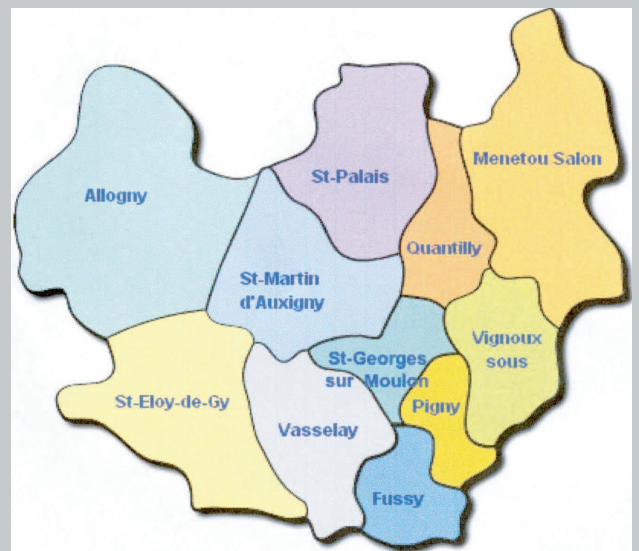 Menetou Salon
St-Palais
Allogny
Quantilly
St-Martin
d'Auxigny
Vignoux
sous
St-Georges
sur Moulon
St-Eloy-de-Gy
Pigny
Vasselay
Fussy